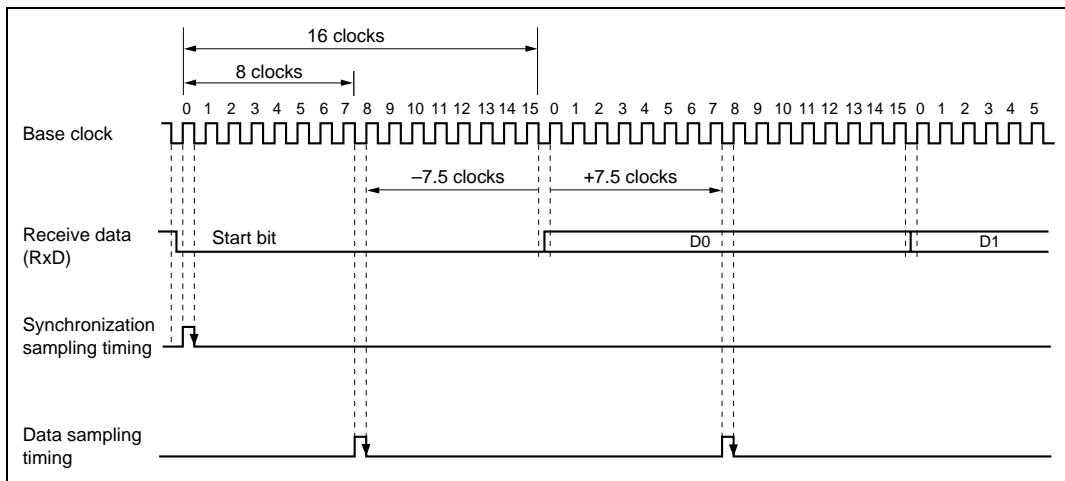 16 clocks
8 clocks
0 1 2 3 4 5 6 7 8 9 10 11 12 13 14 15 0 1 2 3 4 5 6 7 8 9 10 11 12 13 14 15 0 1 2 3 4 5
Base clock
–7.5 clocks +7.5 clocks
Receive data
(RxD)
Start bit D0 D1
Synchronization
sampling timing
Data sampling
timing